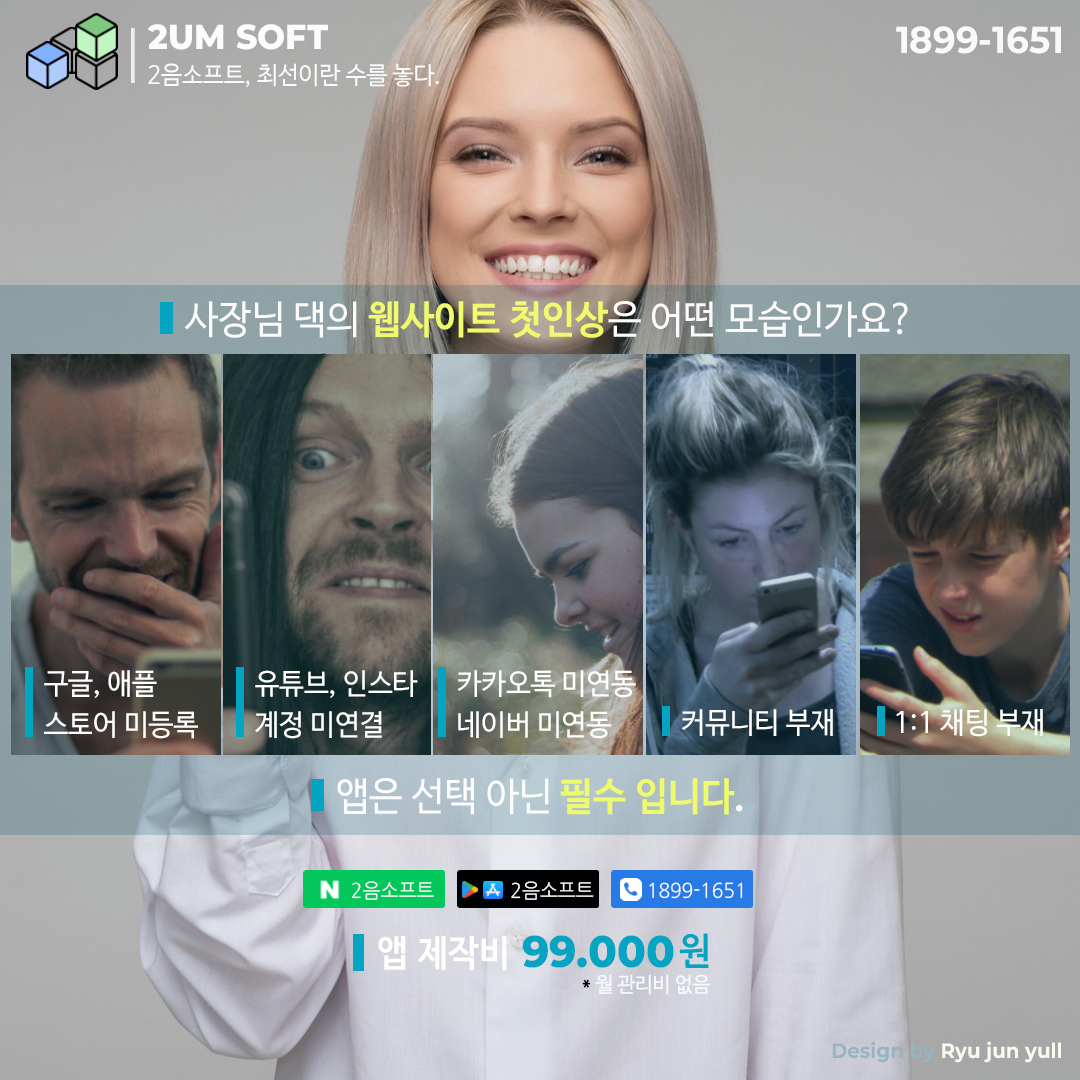 2UM SOFT
2음소프트, 최선이란 수를 놓다.
1899-1651
사장님 댁의 웹사이트 첫인상은 어떤 모습인가요?
구글, 애플
스토어 미등록
유튜브, 인스타
계정 미연결
카카오톡 미연동
네이버 미연동
커뮤니티 부재
1:1 채팅 부재
앱은 선택 아닌 필수 입니다.
N 2음소프트
2음소프트
1899-1651
앱 제작비 99.000원
* 월 관리비 없음
Design by Ryu jun yull